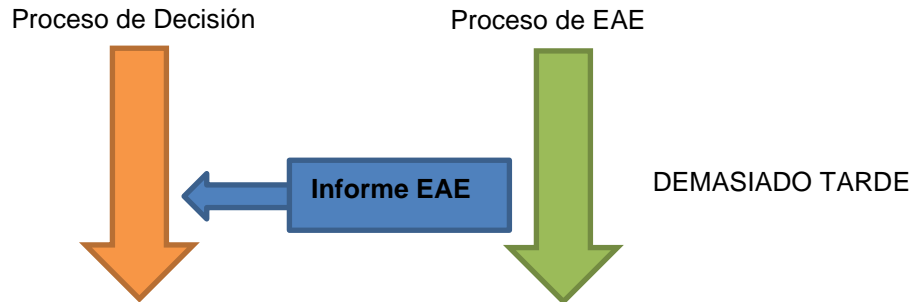 Proceso de Decisión
Proceso de EAE
Informe EAE
DEMASIADO TARDE